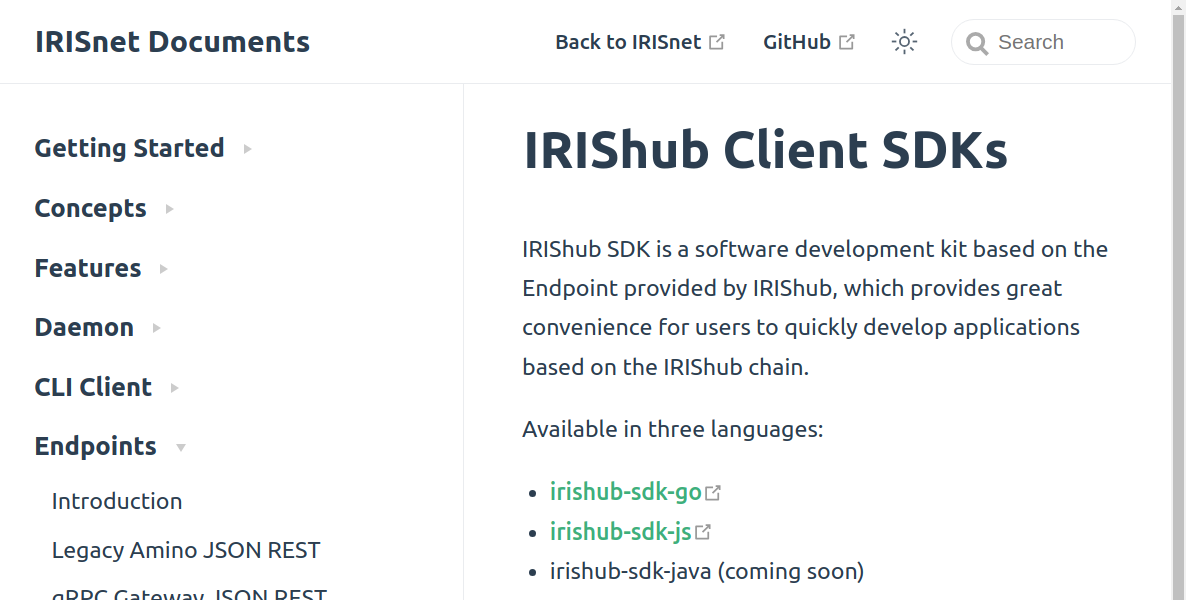 IRISnet Documents
Back to IRISnet
GitHub
Search
Getting Started
Concepts
Features
Daemon
CLI Client
Endpoints
Introduction
Legacy Amino JSON REST
gRPC Gateway JSON REST
IRIShub Client SDKs
IRIShub SDK is a software development kit based on the
Endpoint provided by IRIShub, which provides great
convenience for users to quickly develop applications
based on the IRIShub chain.
Available in three languages:
• irishub-sdk-go
• irishub-sdk-js
• irishub-sdk-java (coming soon)